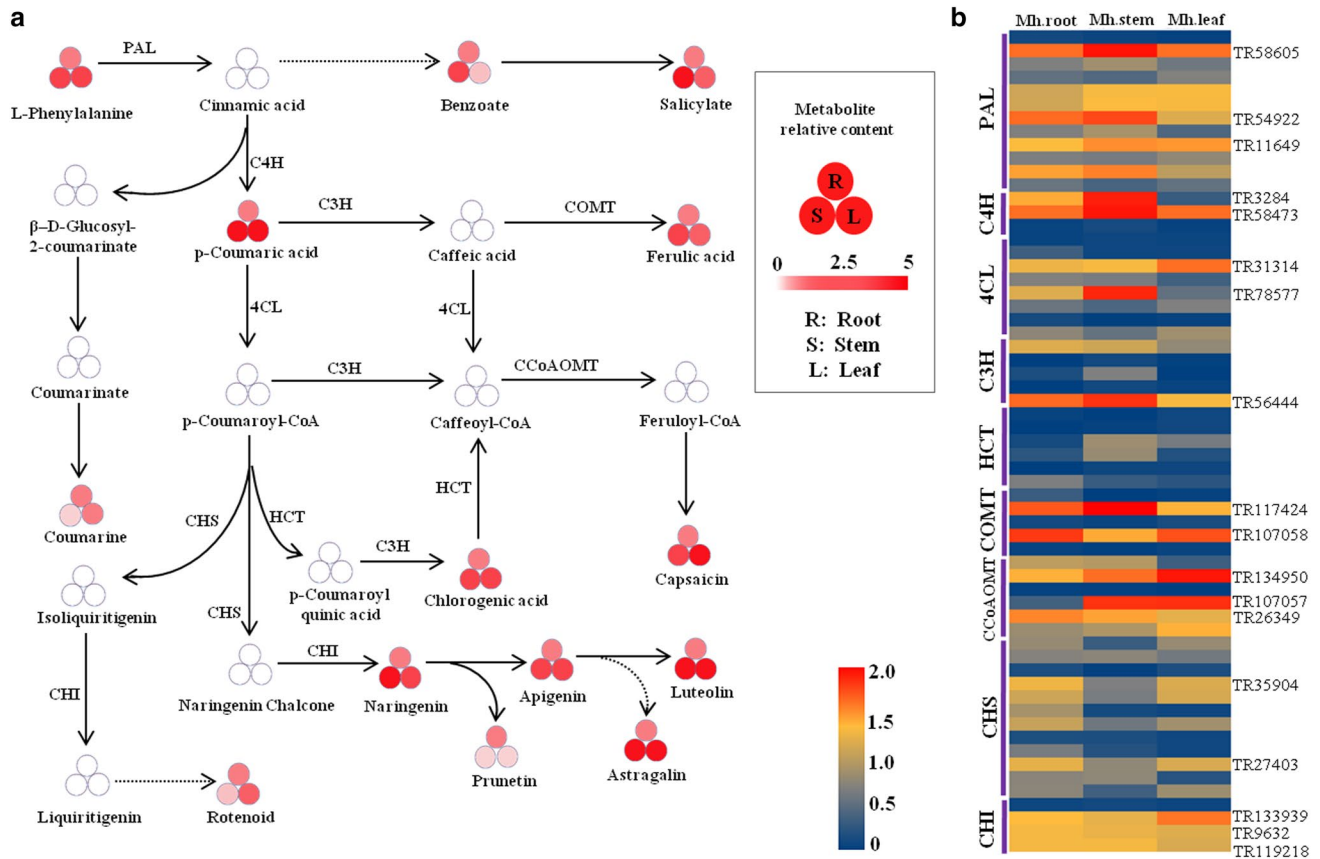 a
PAL
L-Phenylalanine
Cinnamic acid
Benzoate
Salicylate
C4H
β–D-Glucosyl-
2-coumarinate
p-Coumaric acid
C3H
Caffeic acid
COMT
Ferulic acid
4CL
4CL
Coumarinate
p-Coumaroyl-CoA
C3H
Caffeoyl-CoA
CCoAOMT
Feruloyl-CoA
Coumarine
CHS
HCT
HCT
Isoliquiritigenin
p-Coumaroyl
quinic acid
C3H
Chlorogenic acid
Capsaicin
CHS
CHI
Naringenin Chalcone
CHI
Naringenin
Apigenin
Luteolin
Prunetin
Astragalin
Liquiritigenin
Rotenoid
Metabolite
relative content
R
S L
0 2.5 5
R: Root
S: Stem
L: Leaf
2.0
1.5
1.0
0.5
0
b
Mh.root Mh.stem Mh.leaf
PAL
C4H
4CL
C3H
HCT
COMT
CCoAOMT
CHS
CHI
TR58605
TR54922
TR11649
TR3284
TR58473
TR31314
TR78577
TR56444
TR117424
TR107058
TR134950
TR107057
TR26349
TR35904
TR27403
TR133939
TR9632
TR119218